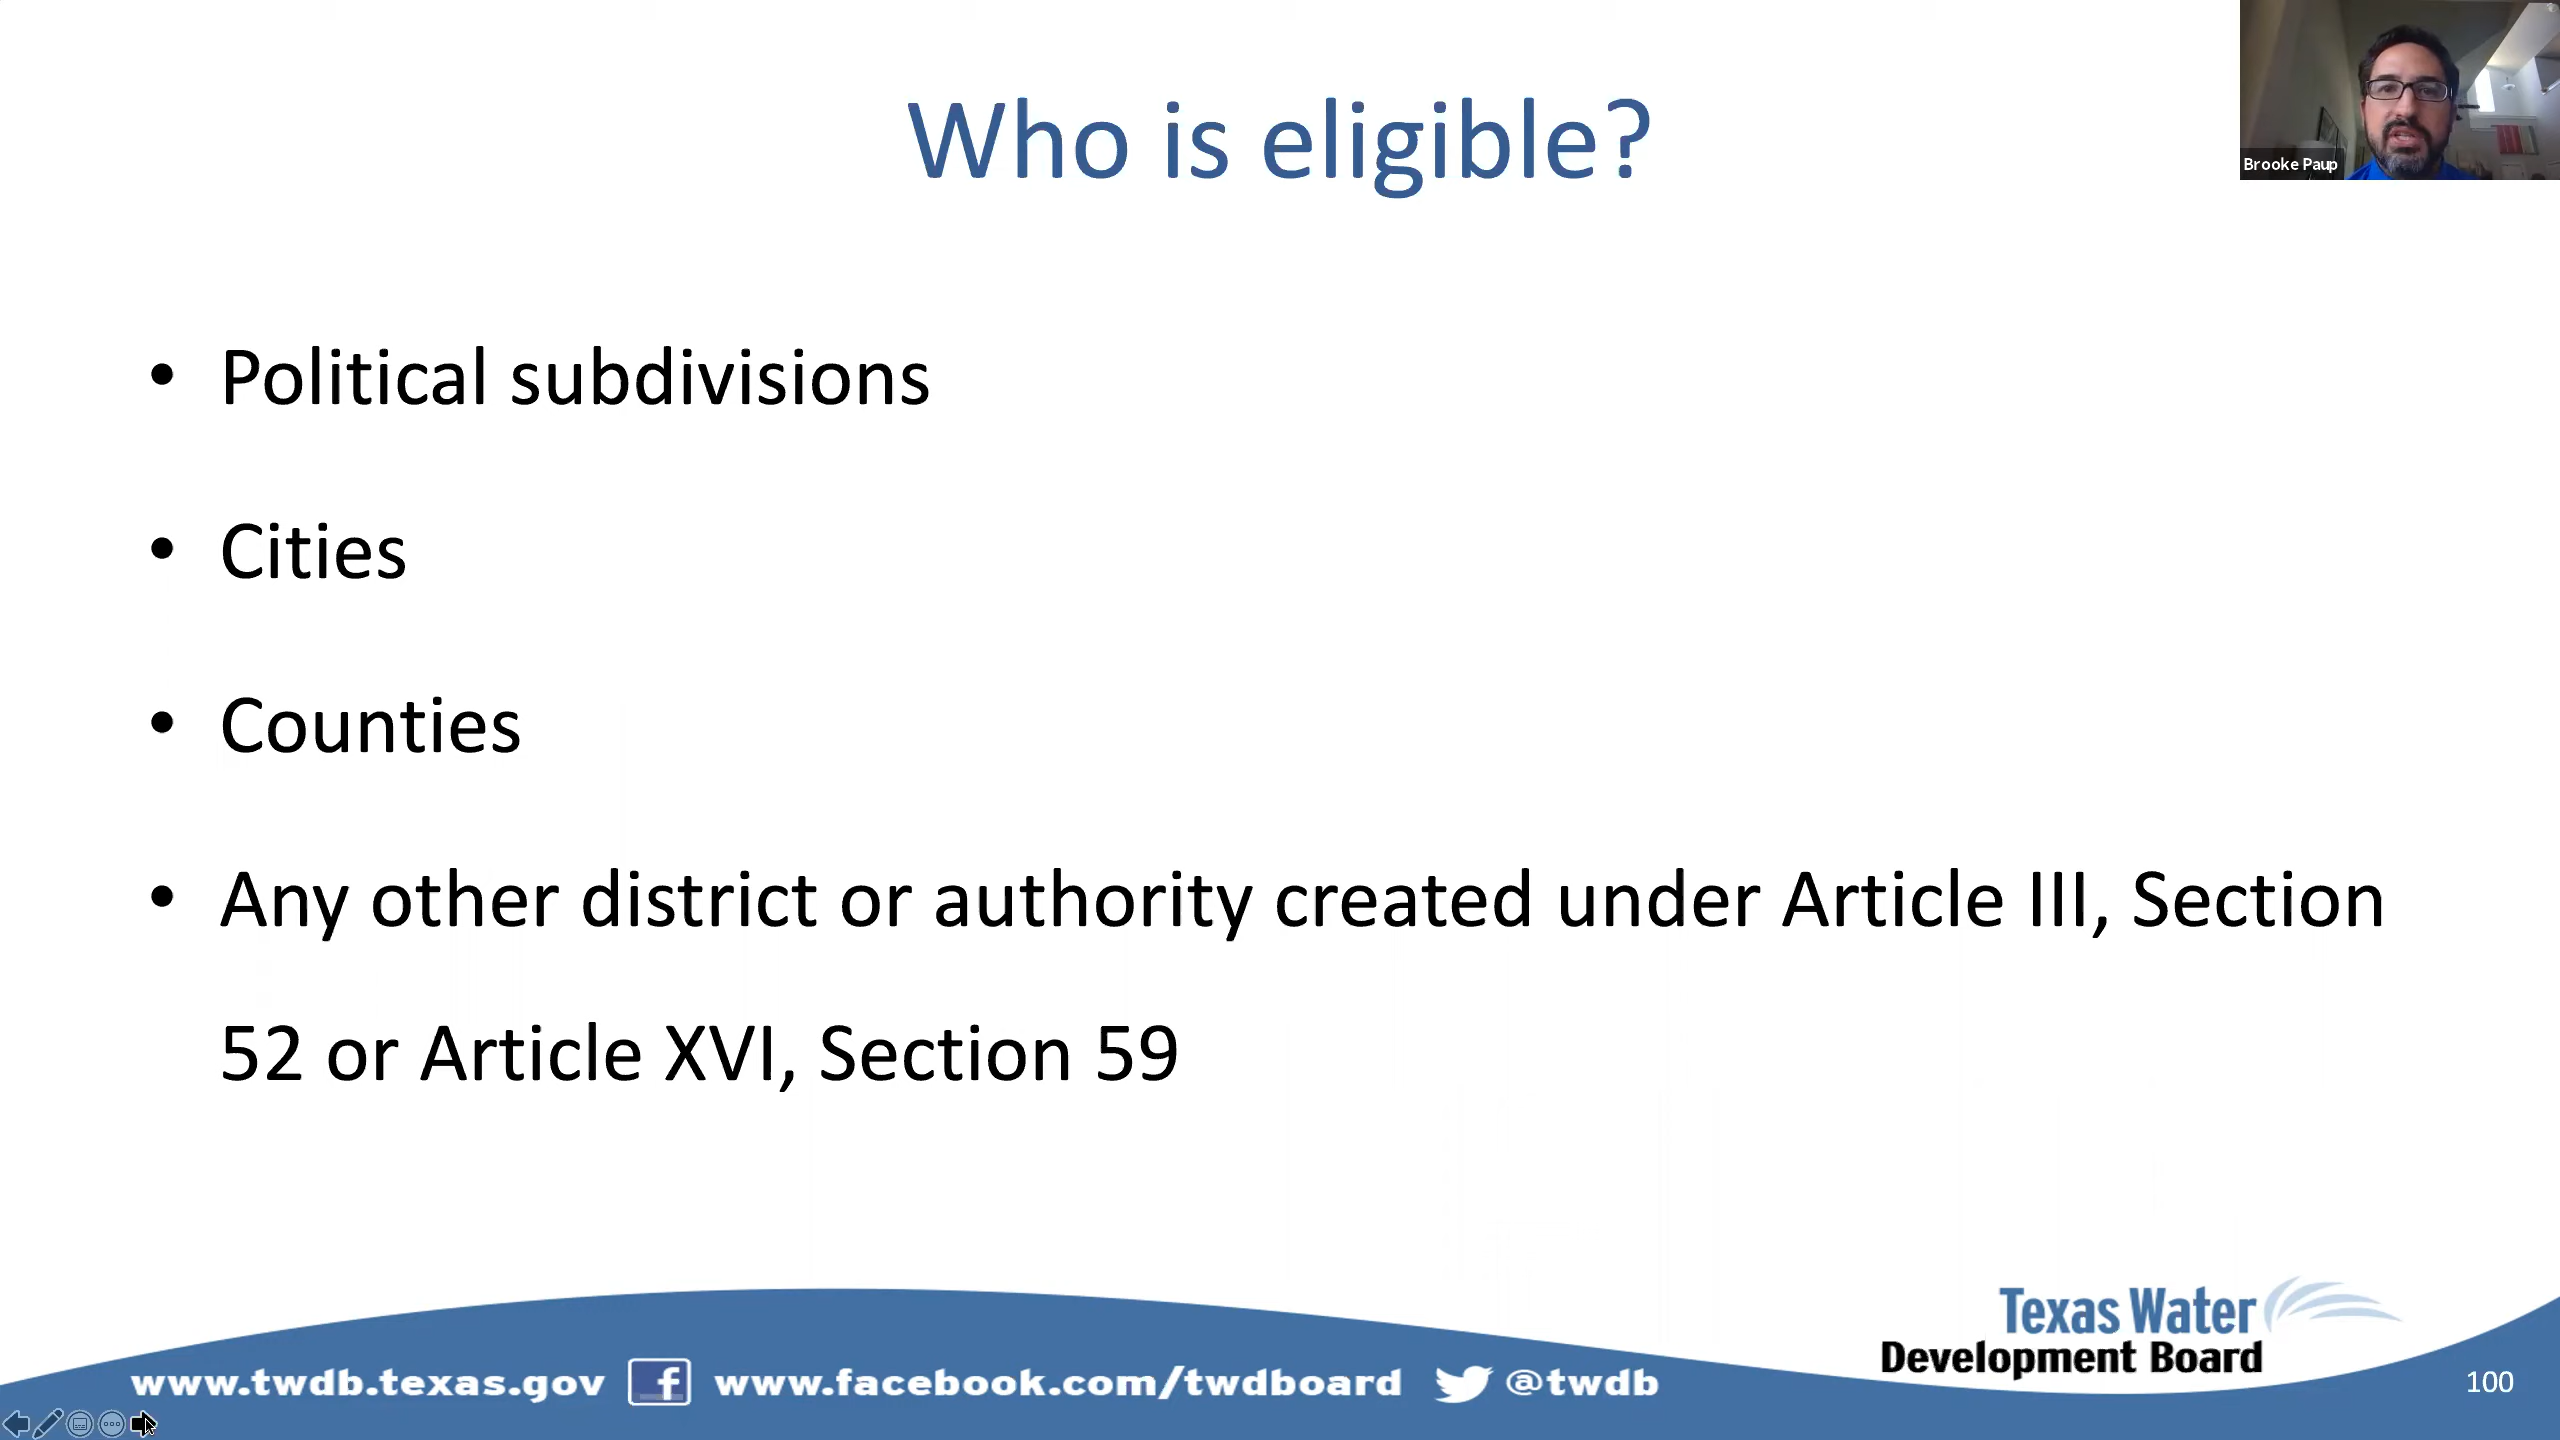 Who is eligible?
Brooke Paup
• Political subdivisions
• Cities
• Counties
• Any other district or authority created under Article III, Section
52 or Article XVI, Section 59
Texas Water
Development Board
www.twdb.texas.gov f www.facebook.com/twdboard @twdb
100